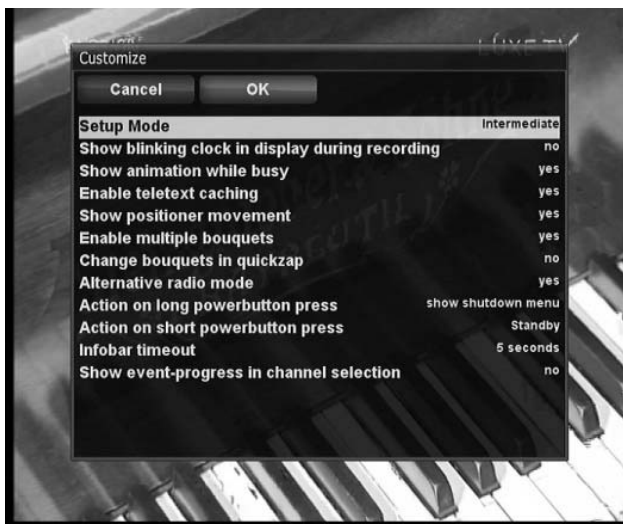 LUXE TV
Customize
Cancel OK
Setup Mode Intermediate
Show blinking clock in display during recording no
Show animation while busy yes
Enable teletext caching yes
Show positioner movement yes
Enable multiple bouquets yes
Change bouquets in quickzap no
Alternative radio mode yes
Action on long powerbutton press show shutdown menu
Action on short powerbutton press Standby
Infobar timeout 5 seconds
Show event-progress in channel selection no